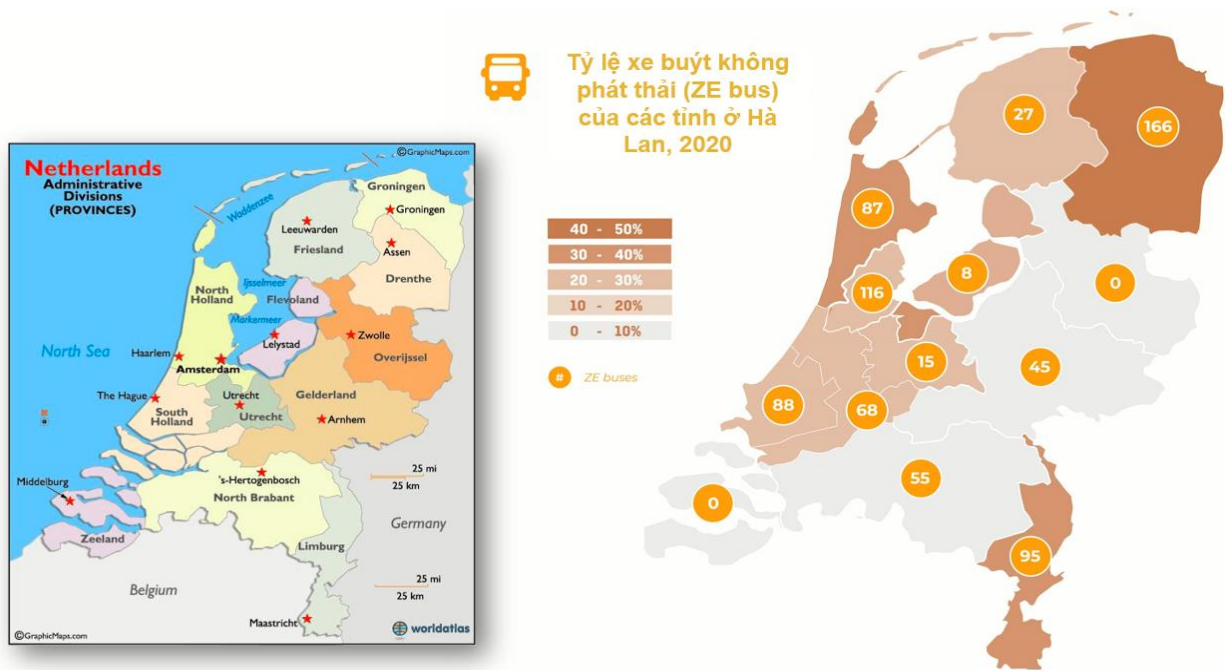 Tỷ lệ xe buýt không
phát thải (ZE bus)
của các tỉnh ở Hà
Lan, 2020
40 - 50%
30 - 40%
20 - 30%
10 - 20%
0 - 10%
# ZE buses
27
166
87
8
0
116
15
45
88
68
55
0
95
Netherlands
Administrative
Divisions
(PROVINCES)
©GraphicMaps.com
Waddenzee
Groningen
Groningen
Leeuwarden
Friesland
Assen
Drenthe
North
Holland
Ijsselmeer
Flevoland
Markermeer
Lelystad
Zwolle
Overijssel
North Sea
Haarlem
Amsterdam
The Hague
Utrecht
Utrecht
Gelderland
South
Holland
Arnhem
Middelburg
's-Hertogenbosch
North Brabant
25 mi
25 km
Germany
Zeeland
Limburg
Belgium
25 mi
25 km
Maastricht
©GraphicMaps.com
worldatlas